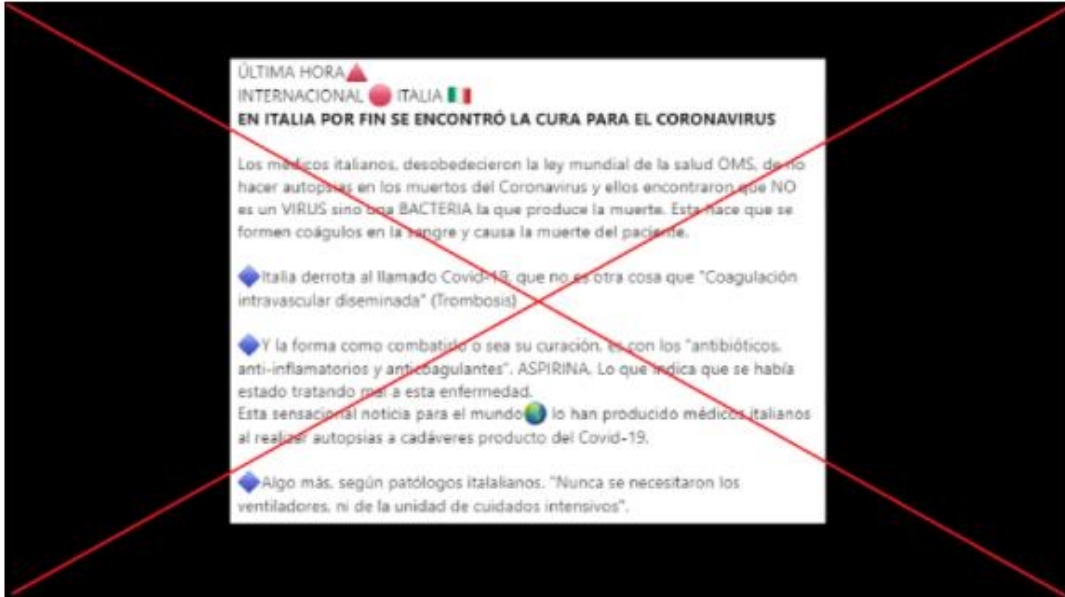 ÚLTIMA HORA🔺
INTERNACIONAL 🔴 ITALIA 🇮🇹
EN ITALIA POR FIN SE ENCONTRÓ LA CURA PARA EL CORONAVIRUS
Los médicos italianos, desobedecieron la ley mundial de la salud OMS, de no
hacer autopsias en los muertos del Coronavirus y ellos encontraron que NO
es un VIRUS sino una BACTERIA la que produce la muerte. Esta hace que se
formen coágulos en la sangre y causa la muerte del paciente.
🔷Italia derrota al llamado Covid-19, que no es otra cosa que "Coagulación
intravascular diseminada" (Trombosis)
🔷Y la forma como combatirlo o sea su curación, es con los "antibióticos,
anti-inflamatorios y anticoagulantes". ASPIRINA, Lo que indica que se había
estado tratando mal a esta enfermedad.
Esta sensacional noticia para el mundo🌍 lo han producido médicos italianos
al realizar autopsias a cadáveres producto del Covid-19.
🔷Algo más, según patólogos italalianos. "Nunca se necesitaron los
ventiladores, ni de la unidad de cuidados intensivos".